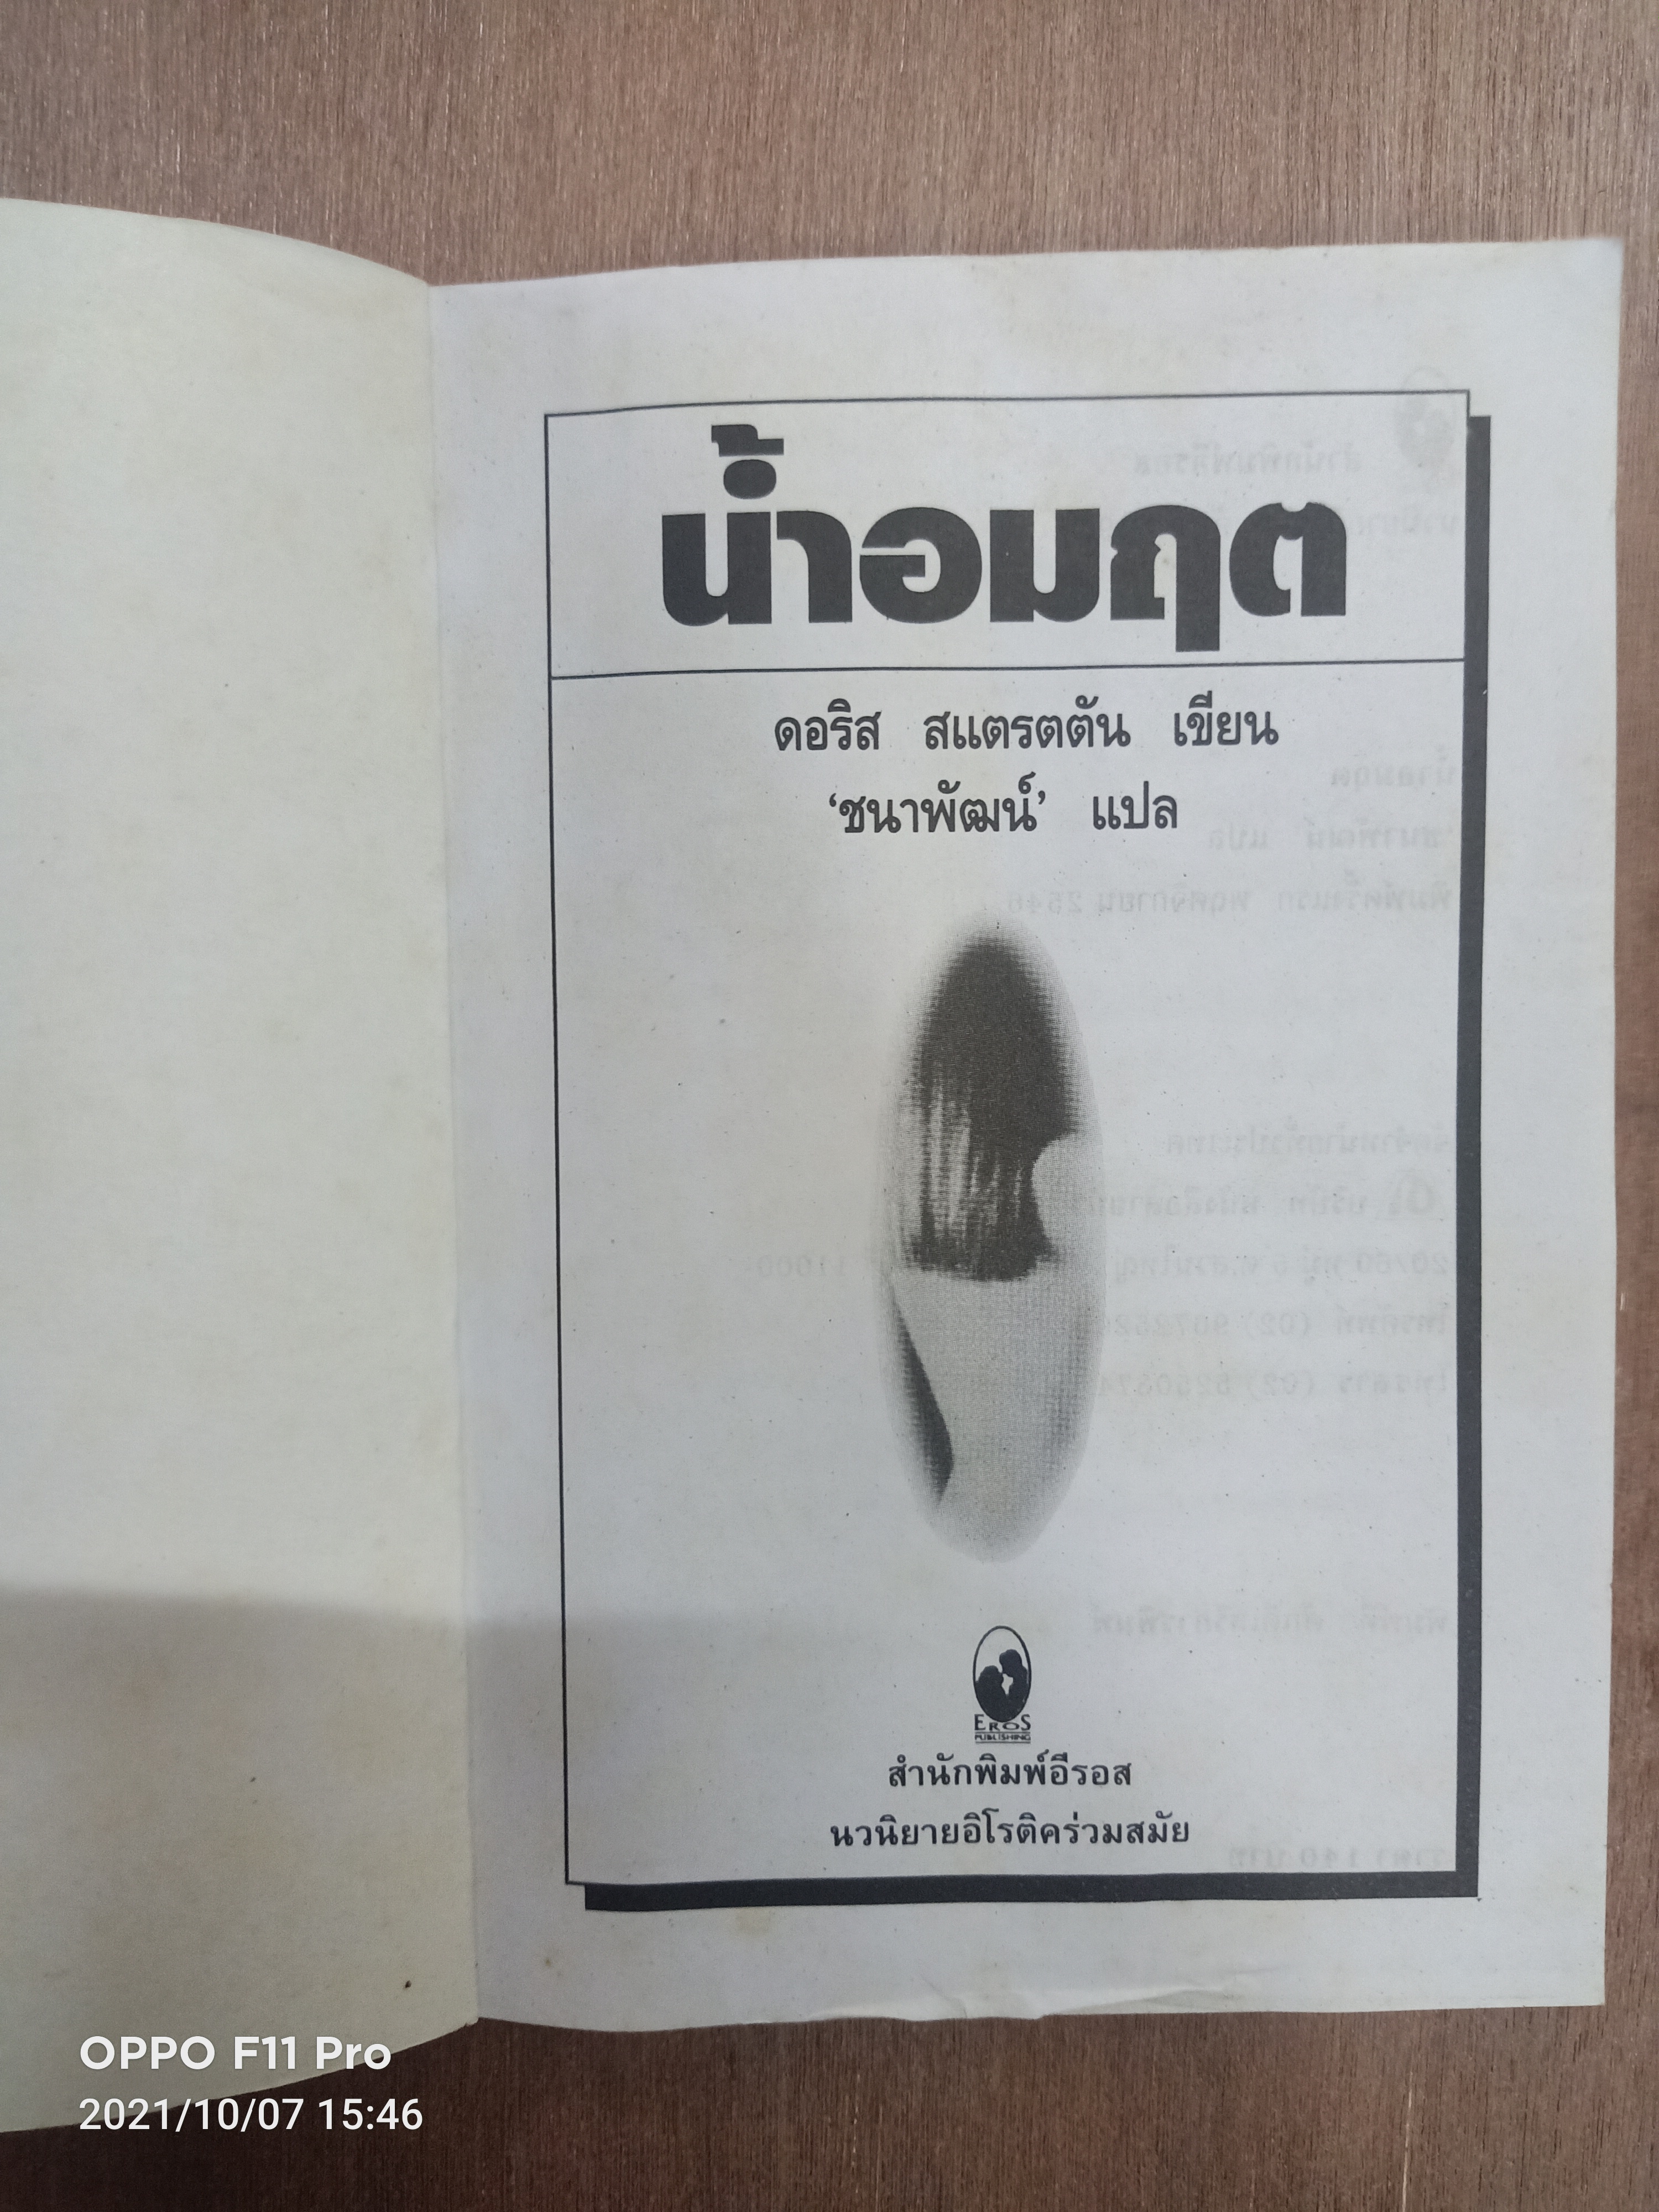 น้ำอมฤต
ดอริส สแตรตตัน เขียน
‘ชนาพัฒน์’ แปล
EROS
PUBLISHING
สำนักพิมพ์อีรอส
นวนิยายอิโรติคร่วมสมัย
OPPO F11 Pro
2021/10/07 15:46